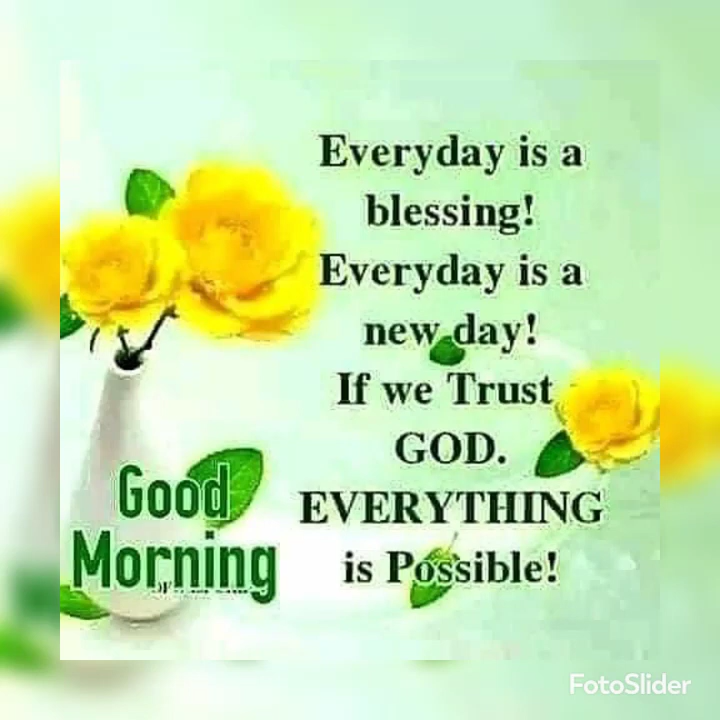 Everyday is a
blessing!
Everyday is a
new day!
If we Trust
GOD.
EVERYTHING
is Possible!
Good
Morning
FotoSlider